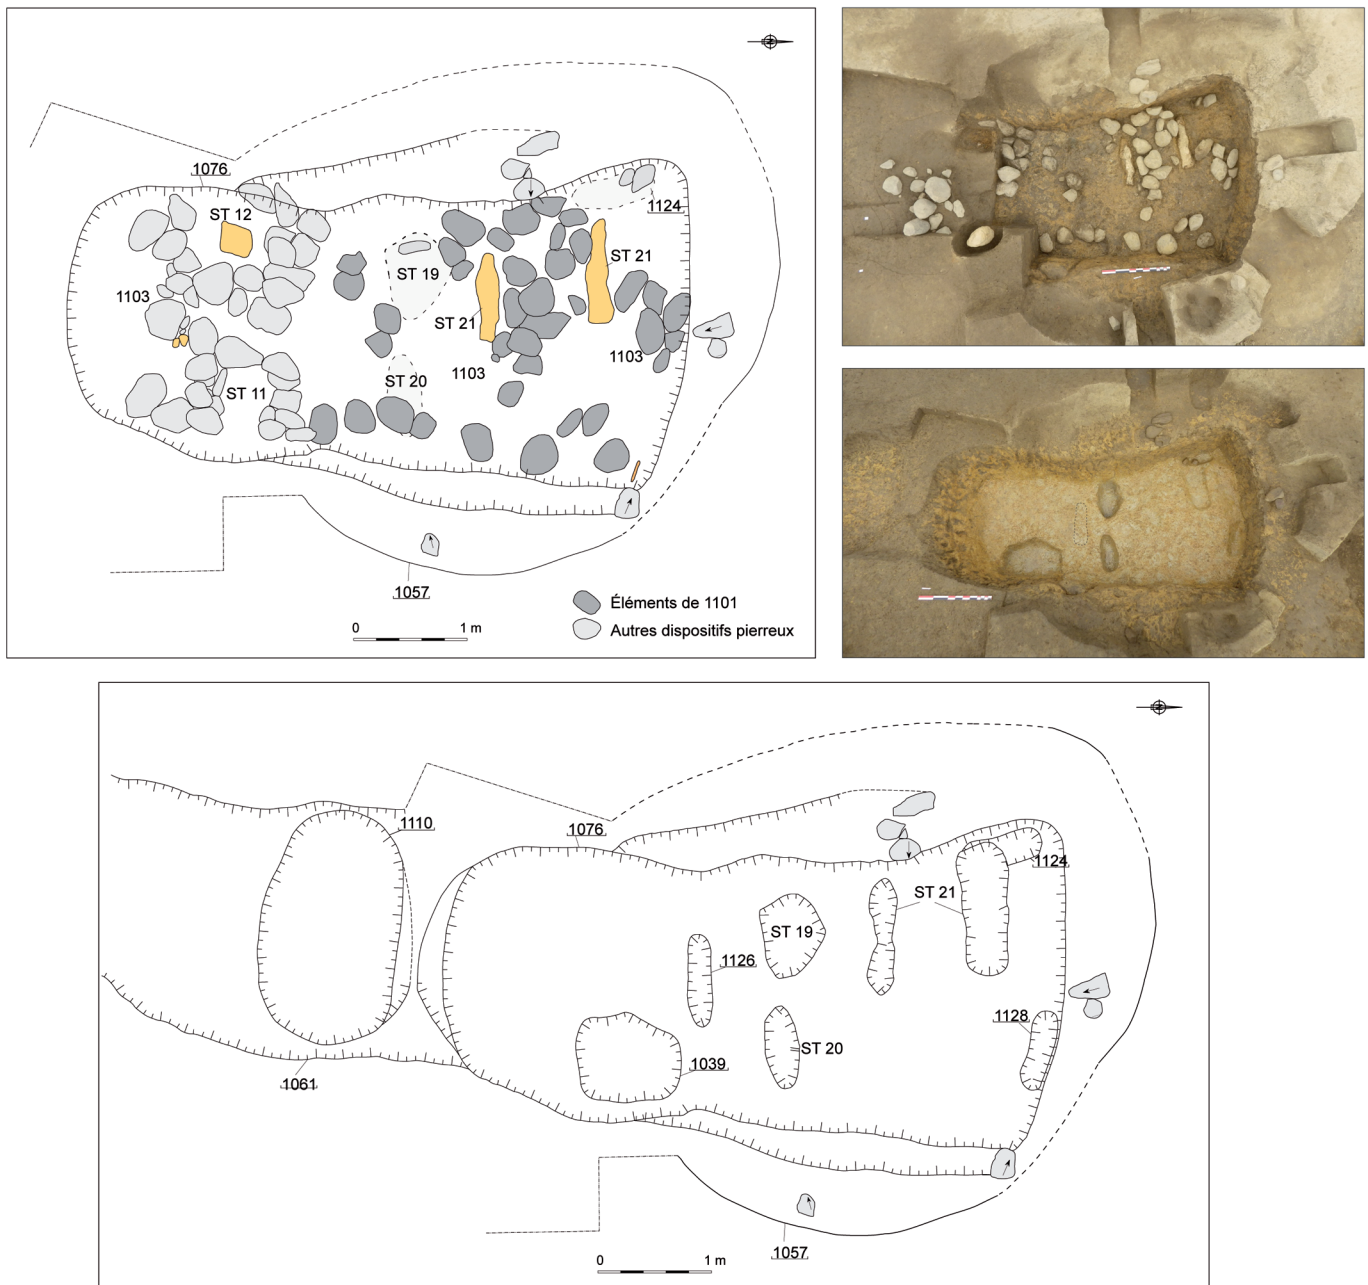 1076
ST 12
1124
ST 19
ST 21
1103
ST 21
1103
1103
ST 20
ST 11
1057
Éléments de 1101
Autres dispositifs pierreux
0 1 m
1110
1076
1124
ST 21
ST 19
1126
1128
ST 20
1039
1061
1057
0 1 m